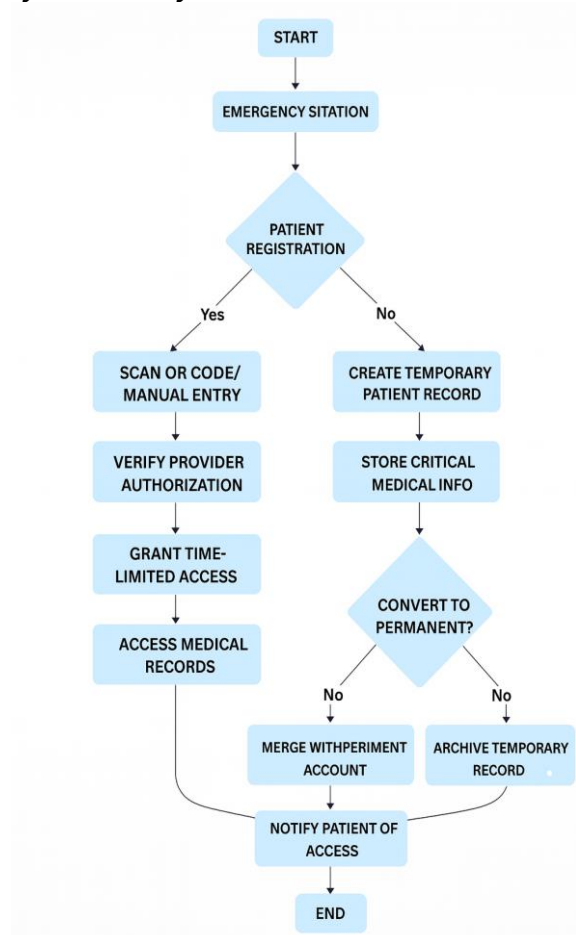 START
EMERGENCY SITATION
PATIENT
REGISTRATION
Yes
No
SCAN OR CODE/
MANUAL ENTRY
CREATE TEMPORARY
PATIENT RECORD
VERIFY PROVIDER
AUTHORIZATION
STORE CRITICAL
MEDICAL INFO
GRANT TIME-
LIMITED ACCESS
CONVERT TO
PERMANENT?
ACCESS MEDICAL
RECORDS
No
No
MERGE WITHPERIMENT
ACCOUNT
ARCHIVE TEMPORARY
RECORD
NOTIFY PATIENT OF
ACCESS
END